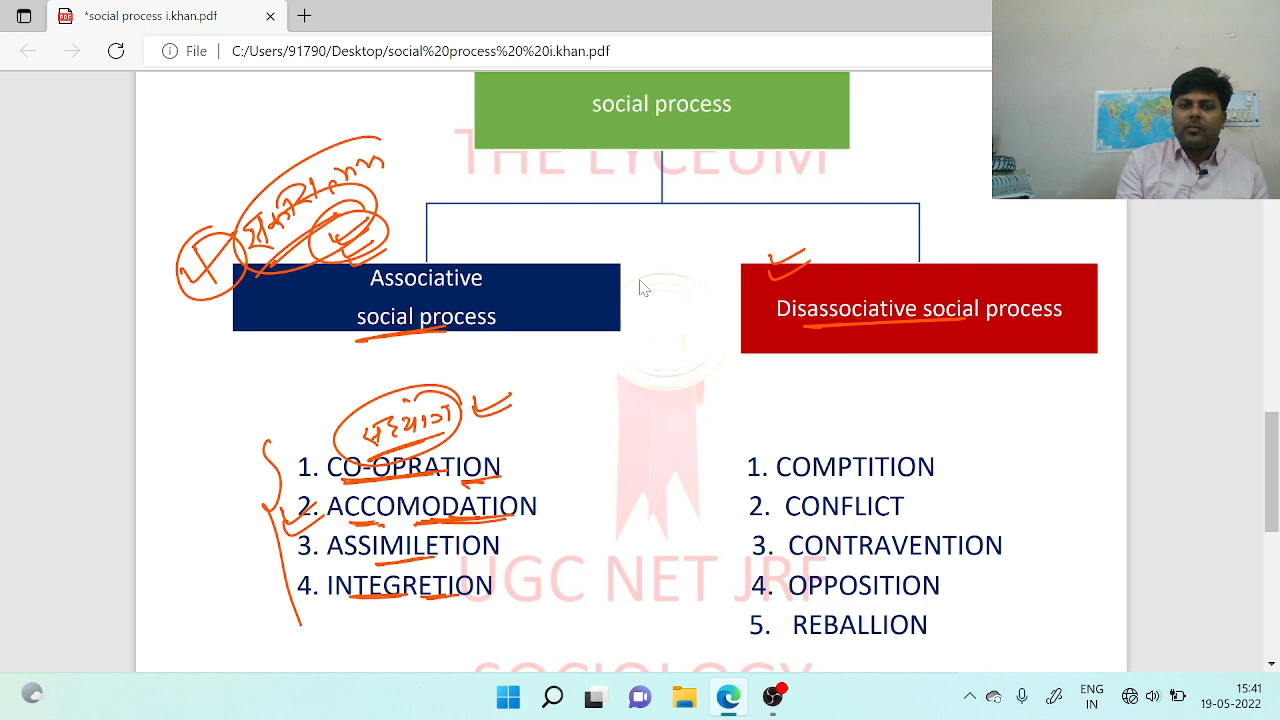 *social process i.khan.pdf
File C:/Users/91790/Desktop/social%20process%20%20i.khan.pdf
social process
THE LYCEUM
Associative
social process
Disassociative social process
सहयोग
1. CO-OPRATION
2. ACCOMODATION
3. ASSIMILETION
4. INTEGRETION
1. COMPTITION
2. CONFLICT
3. CONTRAVENTION
4. OPPOSITION
5. REBALLION
UGC NET JRF
SOCIOLOGY
ENG
IN
15:41
19-05-2022